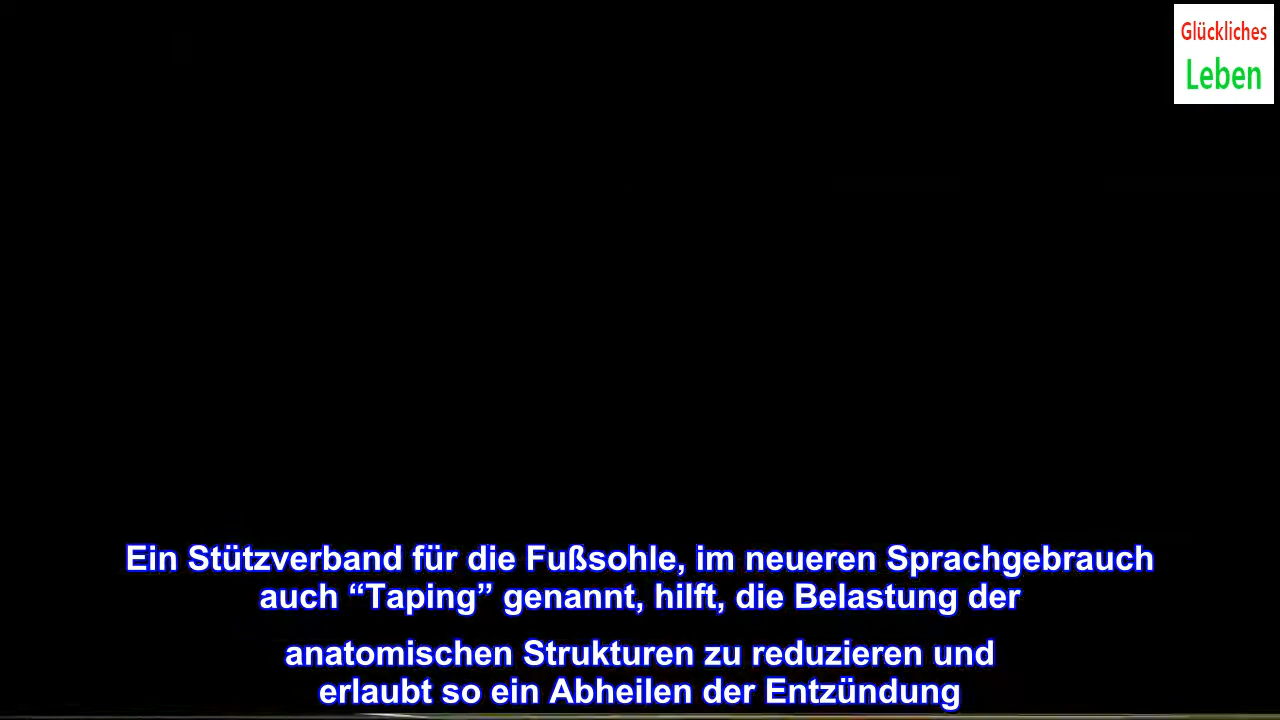 Glückliches
Leben
Ein Stützverband für die Fußsohle, im neueren Sprachgebrauch
auch “Taping” genannt, hilft, die Belastung der
anatomischen Strukturen zu reduzieren und
erlaubt so ein Abheilen der Entzündung